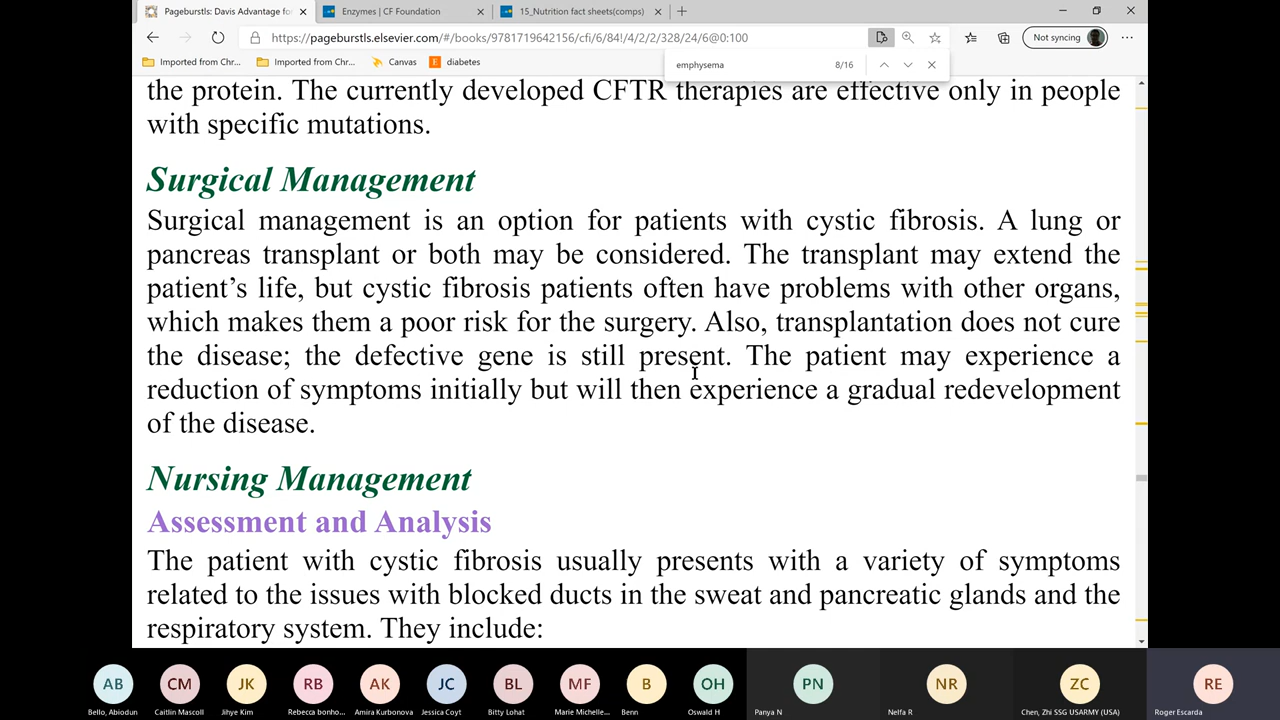 Pageburstls: Davis Advantage fo
Enzymes | CF Foundation
15_Nutrition fact sheets(comps)
https://pageburstls.elsevier.com/#/books/9781719642156/cfi/6/84!/4/2/2/328/24/6@0:100
Not syncing
Imported from Chr...
Imported from Chr...
Canvas
diabetes
emphysema
8/16
the protein. The currently developed CFTR therapies are effective only in people
with specific mutations.
Surgical Management
Surgical management is an option for patients with cystic fibrosis. A lung or
pancreas transplant or both may be considered. The transplant may extend the
patient’s life, but cystic fibrosis patients often have problems with other organs,
which makes them a poor risk for the surgery. Also, transplantation does not cure
the disease; the defective gene is still present. The patient may experience a
reduction of symptoms initially but will then experience a gradual redevelopment
of the disease.
Nursing Management
Assessment and Analysis
The patient with cystic fibrosis usually presents with a variety of symptoms
related to the issues with blocked ducts in the sweat and pancreatic glands and the
respiratory system. They include:
AB CM JK RB AK JC BL MF B OH PN NR ZC RE
Bello, Abiodun Caitlin Mascoll Jihye Kim Rebecca bonho... Amira Kurbonova Jessica Coyt Bitty Lohat Marie Michelle... Benn Oswald H Panya N Nelfa R Chen, Zhi SSG USARMY (USA) Roger Escarda